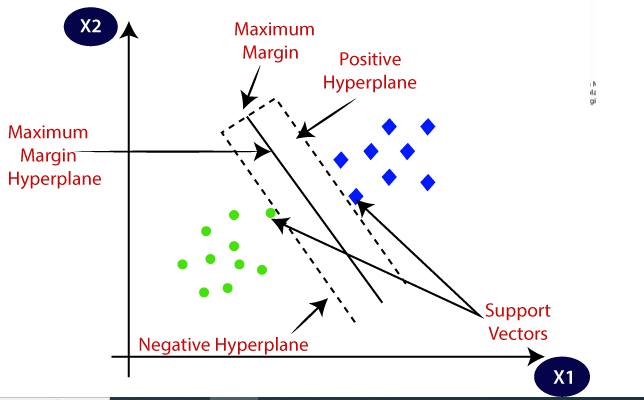 X2
Maximum
Margin
Positive
Hyperplane
Maximum
Margin
Hyperplane
Support
Vectors
Negative Hyperplane
X1